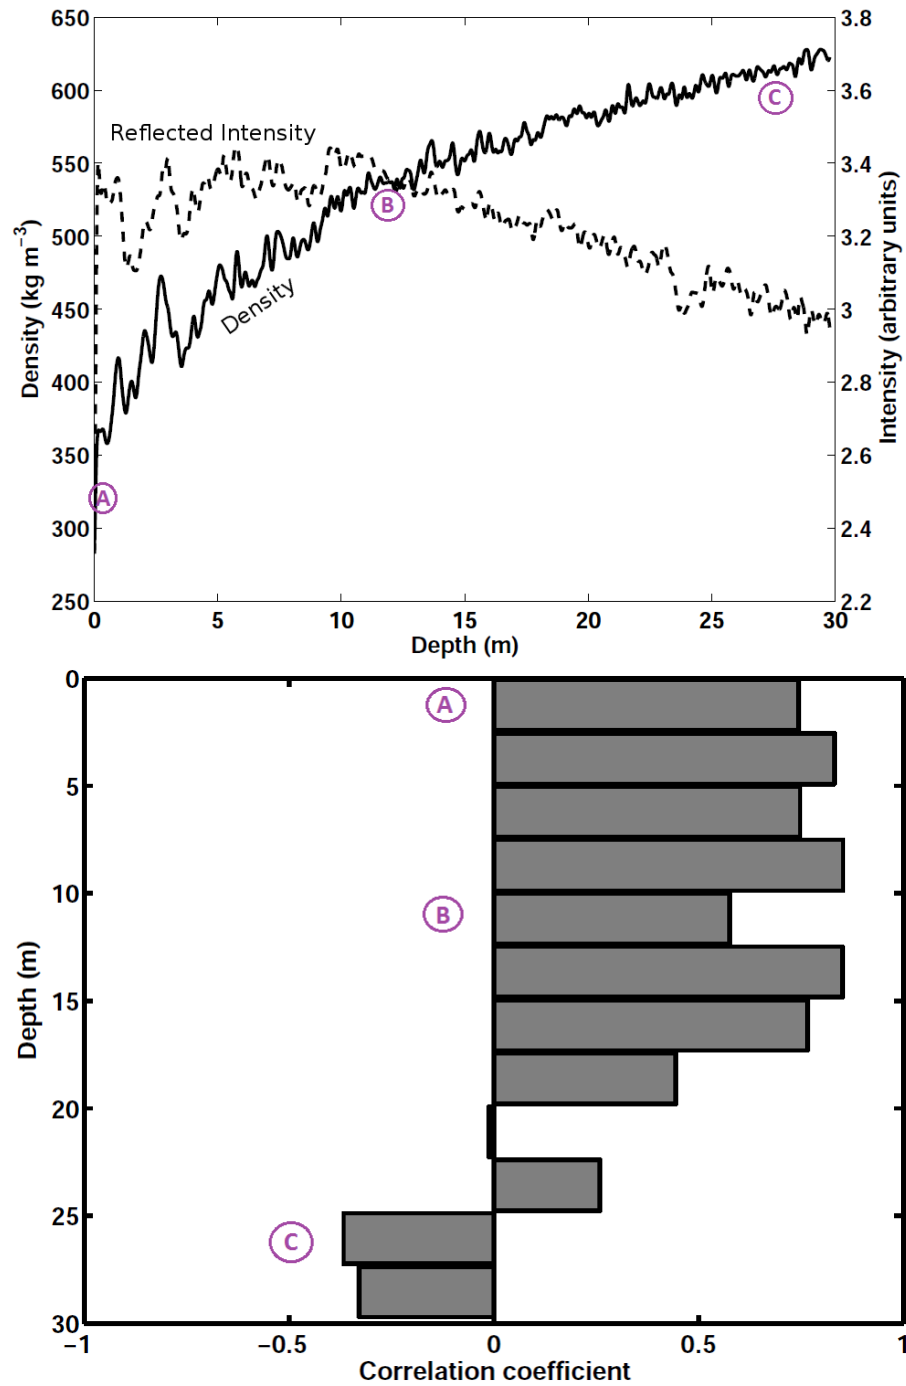 650
600
550
500
450
400
350
300
250
Density (kg m⁻³)
3.8
3.6
3.4
3.2
3
2.8
2.6
2.4
2.2
Intensity (arbitrary units)
Reflected Intensity
Density
A
B
C
0 5 10 15 20 25 30
Depth (m)
0
5
10
15
20
25
30
Depth (m)
A
B
C
−1 −0.5 0 0.5 1
Correlation coefficient